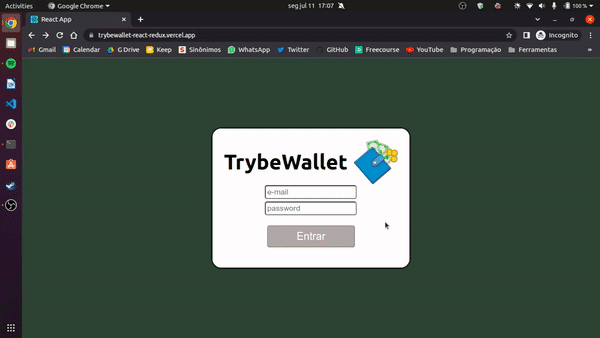 Activities Google Chrome seg jul 11 17:07 100 %
React App
trybewallet-react-redux.vercel.app Incognito
Gmail Calendar G Drive Keep Sinônimos WhatsApp Twitter GitHub Freecourse YouTube Programação Ferramentas
TrybeWallet
e-mail
password
Entrar